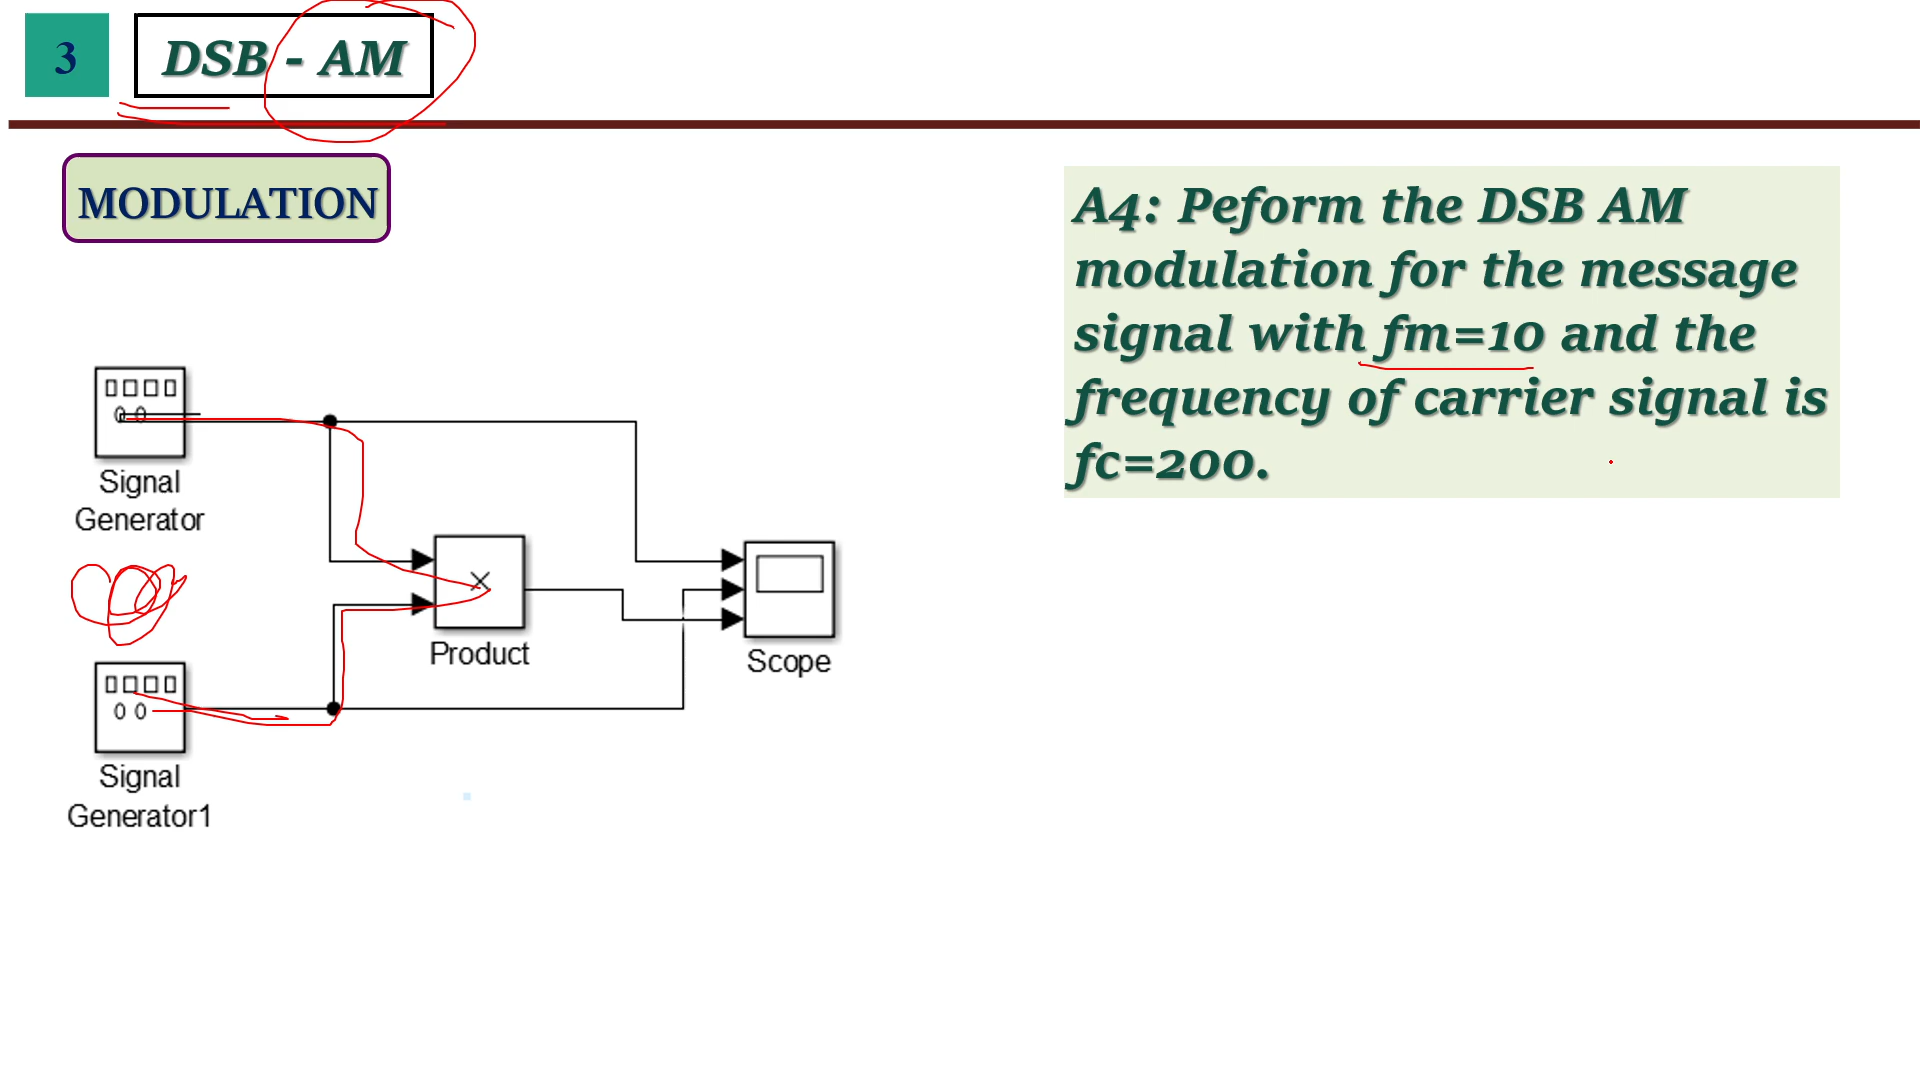 3
DSB - AM
MODULATION
A4: Peform the DSB AM
modulation for the message
signal with fm=10 and the
frequency of carrier signal is
fc=200.
Signal
Generator
Product
Scope
Signal
Generator1